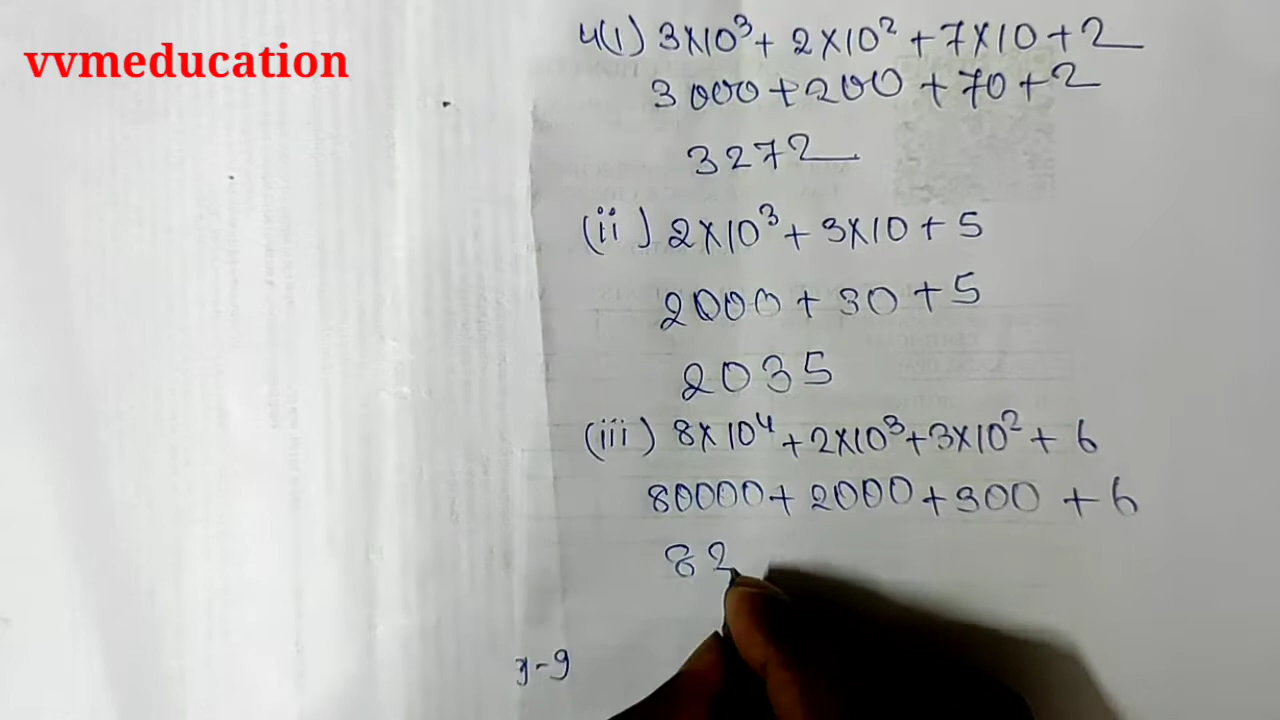 vvmeducation
4(i) 3×10³ + 2×10² + 7×10 + 2
3000 + 200 + 70 + 2
3272
(ii) 2×10³ + 3×10 + 5
2000 + 30 + 5
2035
(iii) 8×10⁴ + 2×10³ + 3×10² + 6
80000 + 2000 + 300 + 6
82